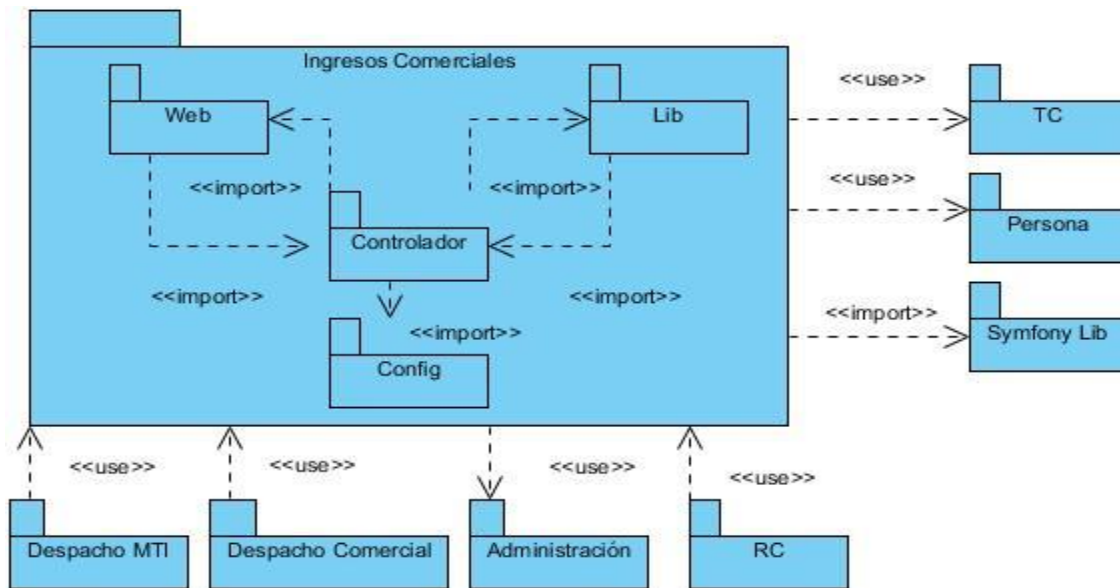 Ingresos Comerciales
<<use>>
Web
Lib
TC
<<import>>
<<import>>
<<use>>
Controlador
Persona
<<import>>
<<import>>
<<import>>
<<import>>
Symfony Lib
Config
<<use>>
<<use>>
<<use>>
<<use>>
Despacho MTI
Despacho Comercial
Administración
RC